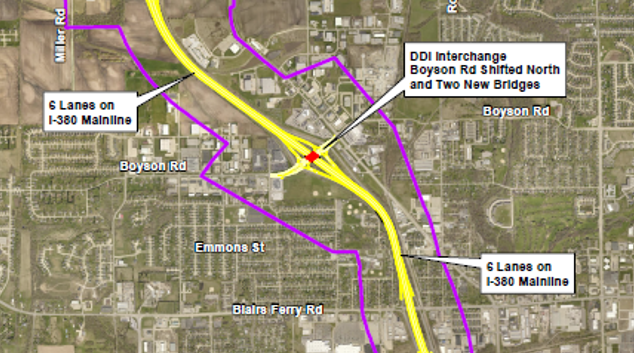 Miller Rd
Ro
DDI Interchange
Boyson Rd Shifted North
and Two New Bridges
6 Lanes on
I-380 Mainline
Boyson Rd
Boyson Rd
Emmons St
6 Lanes on
I-380 Mainline
Blairs Ferry Rd